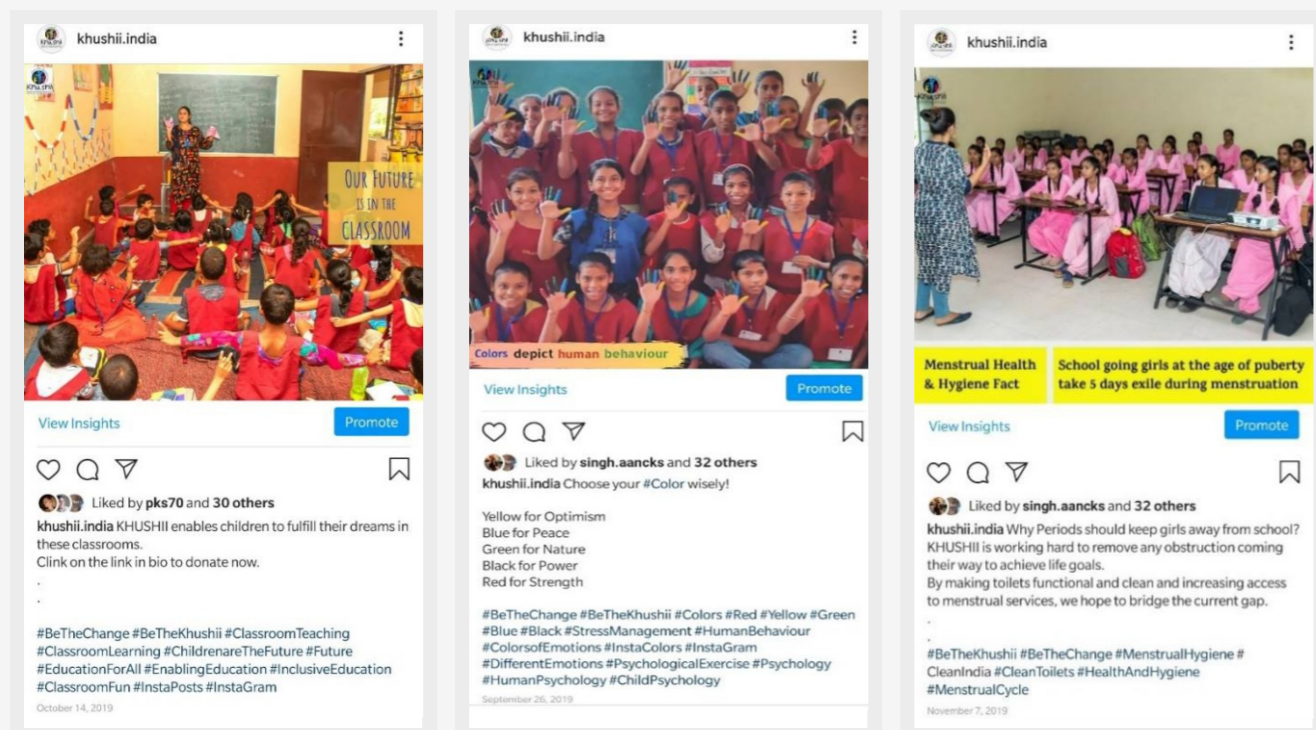 khushii.india
OUR FUTURE
IS IN THE
CLASSROOM
View Insights
Promote
Liked by pks70 and 30 others
khushii.india KHUSHII enables children to fulfill their dreams in
these classrooms.
Clink on the link in bio to donate now.
.
.
#BeTheChange #BeTheKhushii #ClassroomTeaching
#ClassroomLearning #ChildrenareTheFuture #Future
#EducationForAll #EnablingEducation #InclusiveEducation
#ClassroomFun #InstaPosts #InstaGram
October 14, 2019
khushii.india
Colors depict human behaviour
View Insights
Promote
Liked by singh.aancks and 32 others
khushii.india Choose your #Color wisely!
Yellow for Optimism
Blue for Peace
Green for Nature
Black for Power
Red for Strength
#BeTheChange #BeTheKhushii #Colors #Red #Yellow #Green
#Blue #Black #StressManagement #HumanBehaviour
#ColorsofEmotions #InstaColors #InstaGram
#DifferentEmotions #PsychologicalExercise #Psychology
#HumanPsychology #ChildPsychology
September 26, 2019
khushii.india
Menstrual Health
& Hygiene Fact
School going girls at the age of puberty
take 5 days exile during menstruation
View Insights
Promote
Liked by singh.aancks and 32 others
khushii.india Why Periods should keep girls away from school?
KHUSHII is working hard to remove any obstruction coming
their way to achieve life goals.
By making toilets functional and clean and increasing access
to menstrual services, we hope to bridge the current gap.
.
.
#BeTheKhushii #BeTheChange #MenstrualHygiene #
CleanIndia #CleanToilets #HealthAndHygiene
#MenstrualCycle
November 7, 2019